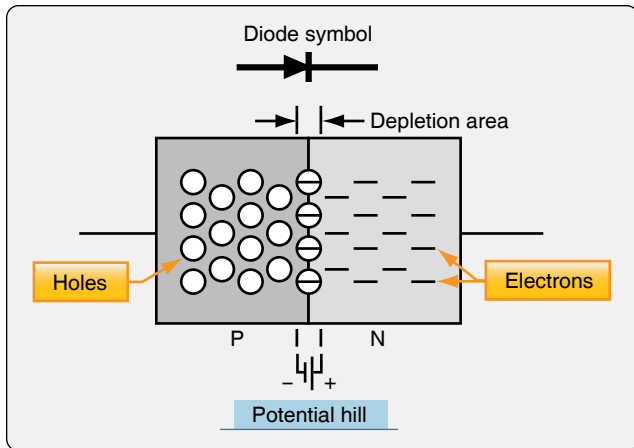 Diode symbol
Depletion area
Holes
Electrons
P
N
– +
Potential hill